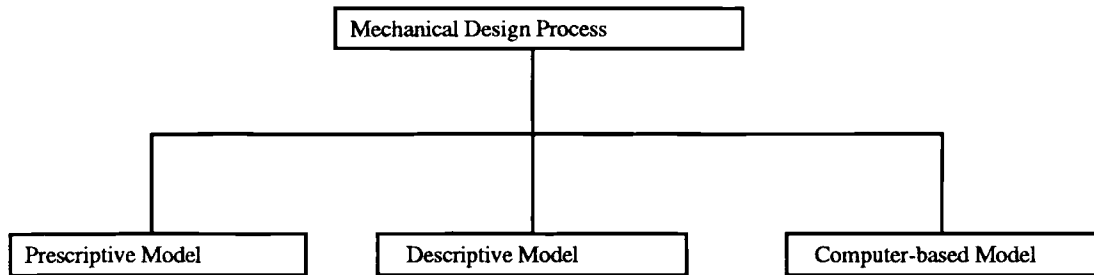 Mechanical Design Process
Prescriptive Model
Descriptive Model
Computer-based Model